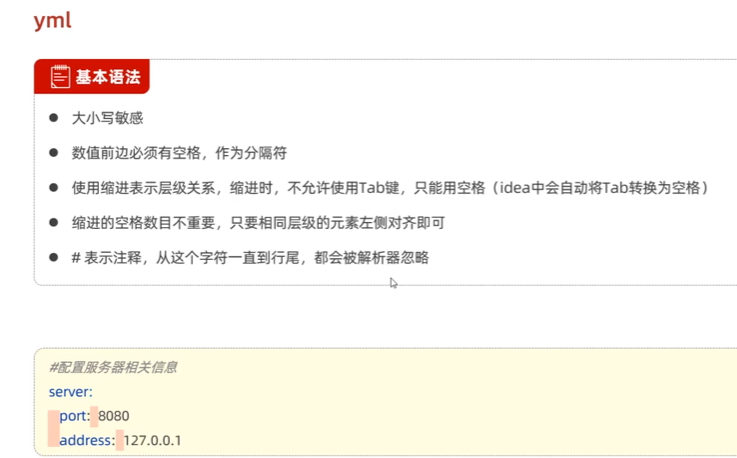 yml
基本语法
● 大小写敏感
● 数值前边必须有空格，作为分隔符
● 使用缩进表示层级关系，缩进时，不允许使用Tab键，只能用空格（idea中会自动将Tab转换为空格）
● 缩进的空格数目不重要，只要相同层级的元素左侧对齐即可
● # 表示注释，从这个字符一直到行尾，都会被解析器忽略
#配置服务器相关信息
server:
  port: 8080
  address: 127.0.0.1